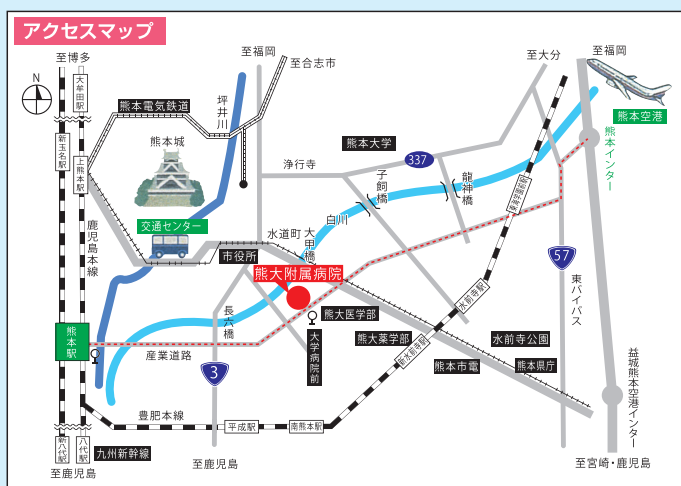 アクセスマップ
至博多
至福岡
至合志市
至大分
至福岡
N
大牟田駅
熊本電気鉄道
坪井川
熊本空港
新玉名駅
上熊本駅
熊本城
熊本大学
337
浄行寺
子飼橋
龍神橋
熊本インター
東海学園前駅
鹿児島本線
交通センター
白川
水道町
大甲橋
市役所
熊大附属病院
57
東バイパス
長六橋
熊大医学部
水前寺駅
熊本駅
産業道路
大学病院前
熊大薬学部
新水前寺駅
水前寺公園
熊本市電
熊本県庁
益城熊本空港インター
3
豊肥本線
平成駅
南熊本駅
新八代駅
八代駅
九州新幹線
至鹿児島
至鹿児島
至宮崎・鹿児島